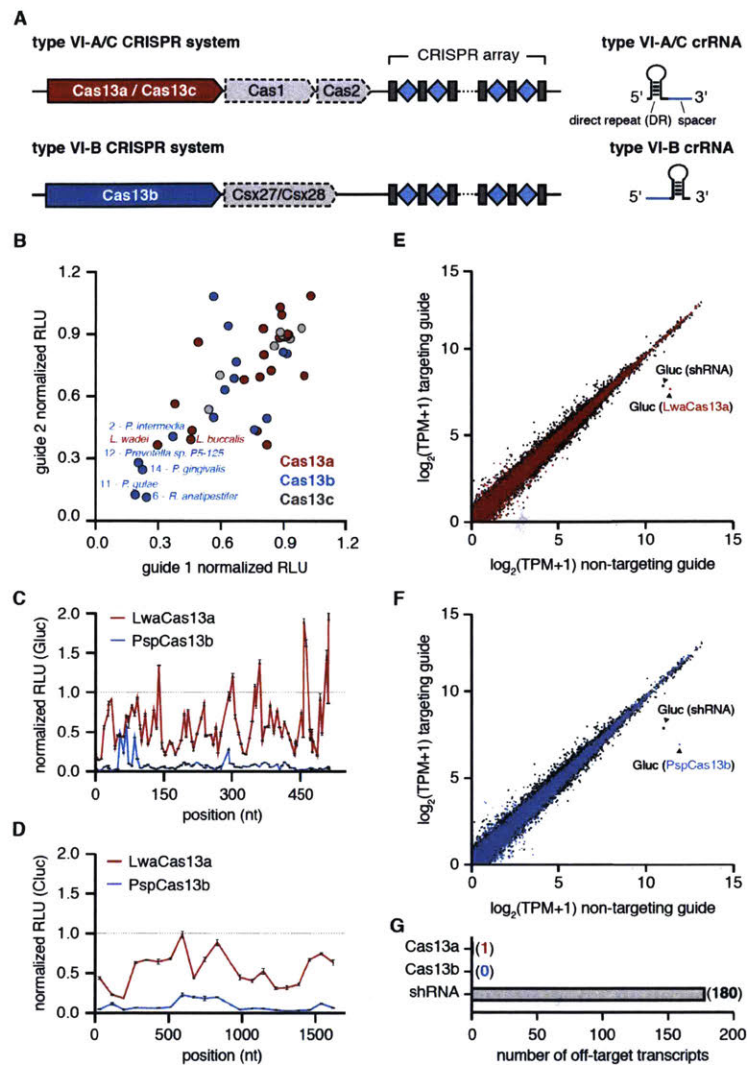 A
type VI-A/C CRISPR system
type VI-A/C crRNA
CRISPR array
Cas13a / Cas13c
Cas1
Cas2
5'
3'
direct repeat (DR)
spacer
type VI-B CRISPR system
type VI-B crRNA
Cas13b
Csx27/Csx28
5'
3'
B
guide 2 normalized RLU
1.2
0.9
0.6
0.3
0.0
2 - P. intermedia
L. wadei
L. buccalis
12 - Prevotella sp. P5-125
14 - P. gingivalis
11 - P. gulae
6 - R. anatipestifer
Cas13a
Cas13b
Cas13c
0.0 0.3 0.6 0.9 1.2
guide 1 normalized RLU
C
normalized RLU (Gluc)
2.0
1.5
1.0
0.5
0.0
LwaCas13a
PspCas13b
0 150 300 450
position (nt)
D
normalized RLU (Cluc)
2.0
1.5
1.0
0.5
0.0
LwaCas13a
PspCas13b
0 500 1000 1500
position (nt)
E
log2(TPM+1) targeting guide
15
10
5
0
Gluc (shRNA)
Gluc (LwaCas13a)
0 5 10 15
log2(TPM+1) non-targeting guide
F
log2(TPM+1) targeting guide
15
10
5
0
Gluc (shRNA)
Gluc (PspCas13b)
0 5 10 15
log2(TPM+1) non-targeting guide
G
Cas13a
(1)
Cas13b
(0)
shRNA
(180)
0 50 100 150 200
number of off-target transcripts